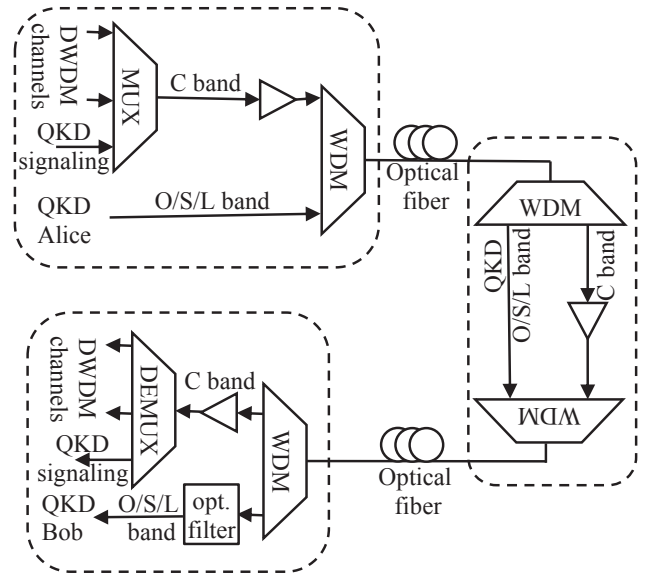 DWDM
channels
MUX
C band
QKD
signaling
WDM
QKD
Alice
O/S/L band
Optical
fiber
WDM
QKD
O/S/L band
C band
WDM
DWDM
channels
DEMUX
C band
WDM
QKD
signaling
Optical
fiber
QKD
Bob
O/S/L
band
opt.
filter